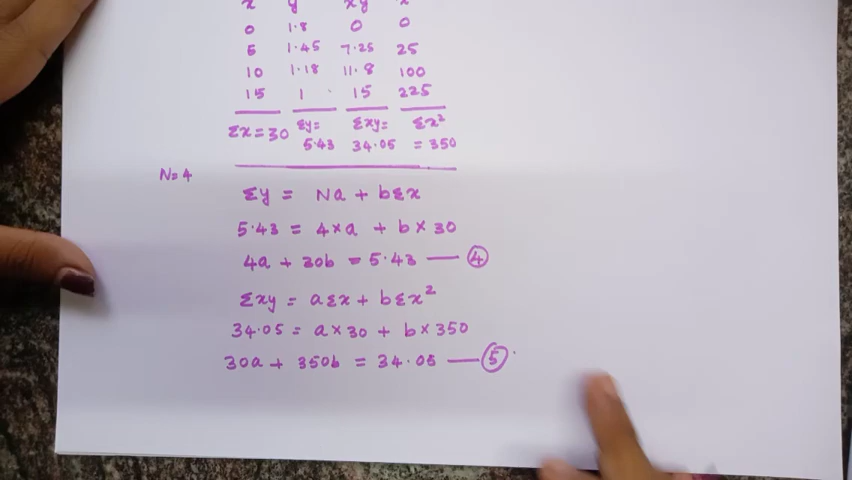 x y xy x
0 1.8 0 0
5 1.45 7.25 25
10 1.18 11.8 100
15 1 15 225
Σx=30 Σy= 5.43 Σxy= 34.05 Σx² = 350
N=4
Σy = Na + bΣx
5.43 = 4×a + b×30
4a + 30b = 5.43 — ④
Σxy = aΣx + bΣx²
34.05 = a×30 + b×350
30a + 350b = 34.05 — ⑤